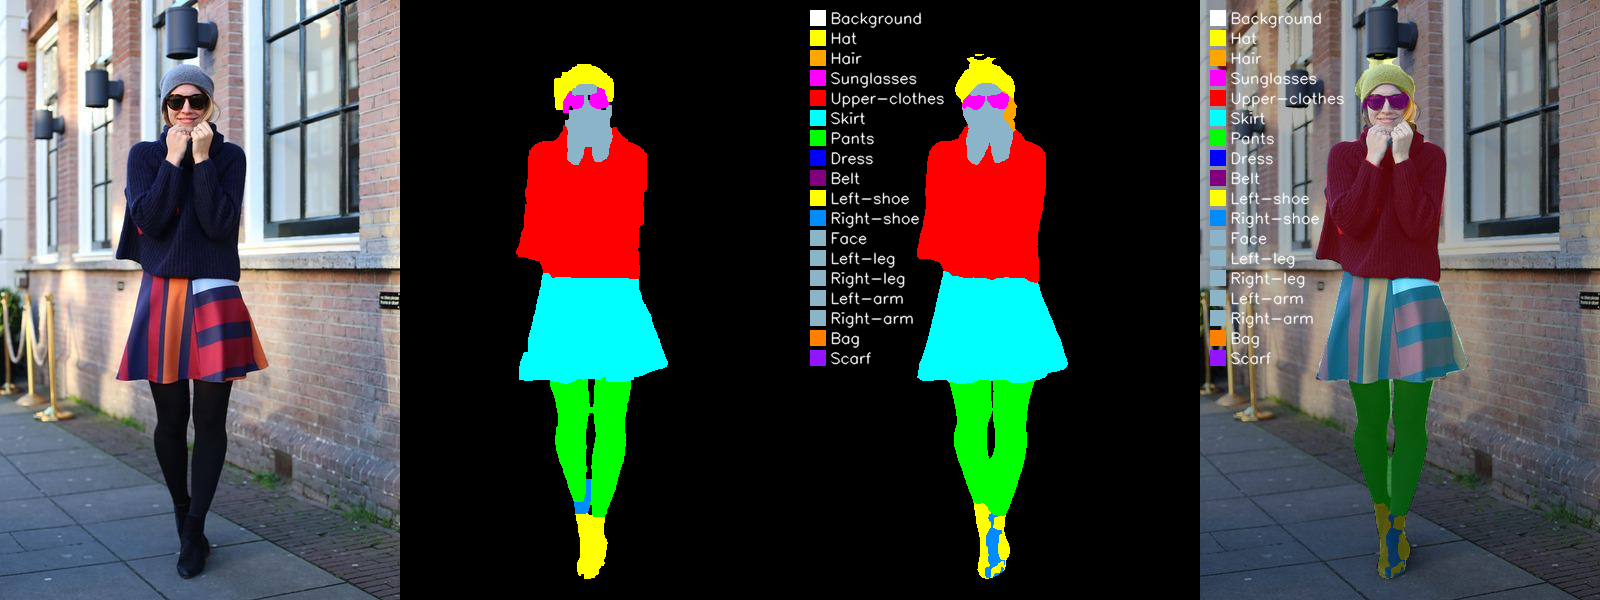 Background
Hat
Hair
Sunglasses
Upper-clothes
Skirt
Pants
Dress
Belt
Left-shoe
Right-shoe
Face
Left-leg
Right-leg
Left-arm
Right-arm
Bag
Scarf
Background
Hat
Hair
Sunglasses
Upper-clothes
Skirt
Pants
Dress
Belt
Left-shoe
Right-shoe
Face
Left-leg
Right-leg
Left-arm
Right-arm
Bag
Scarf